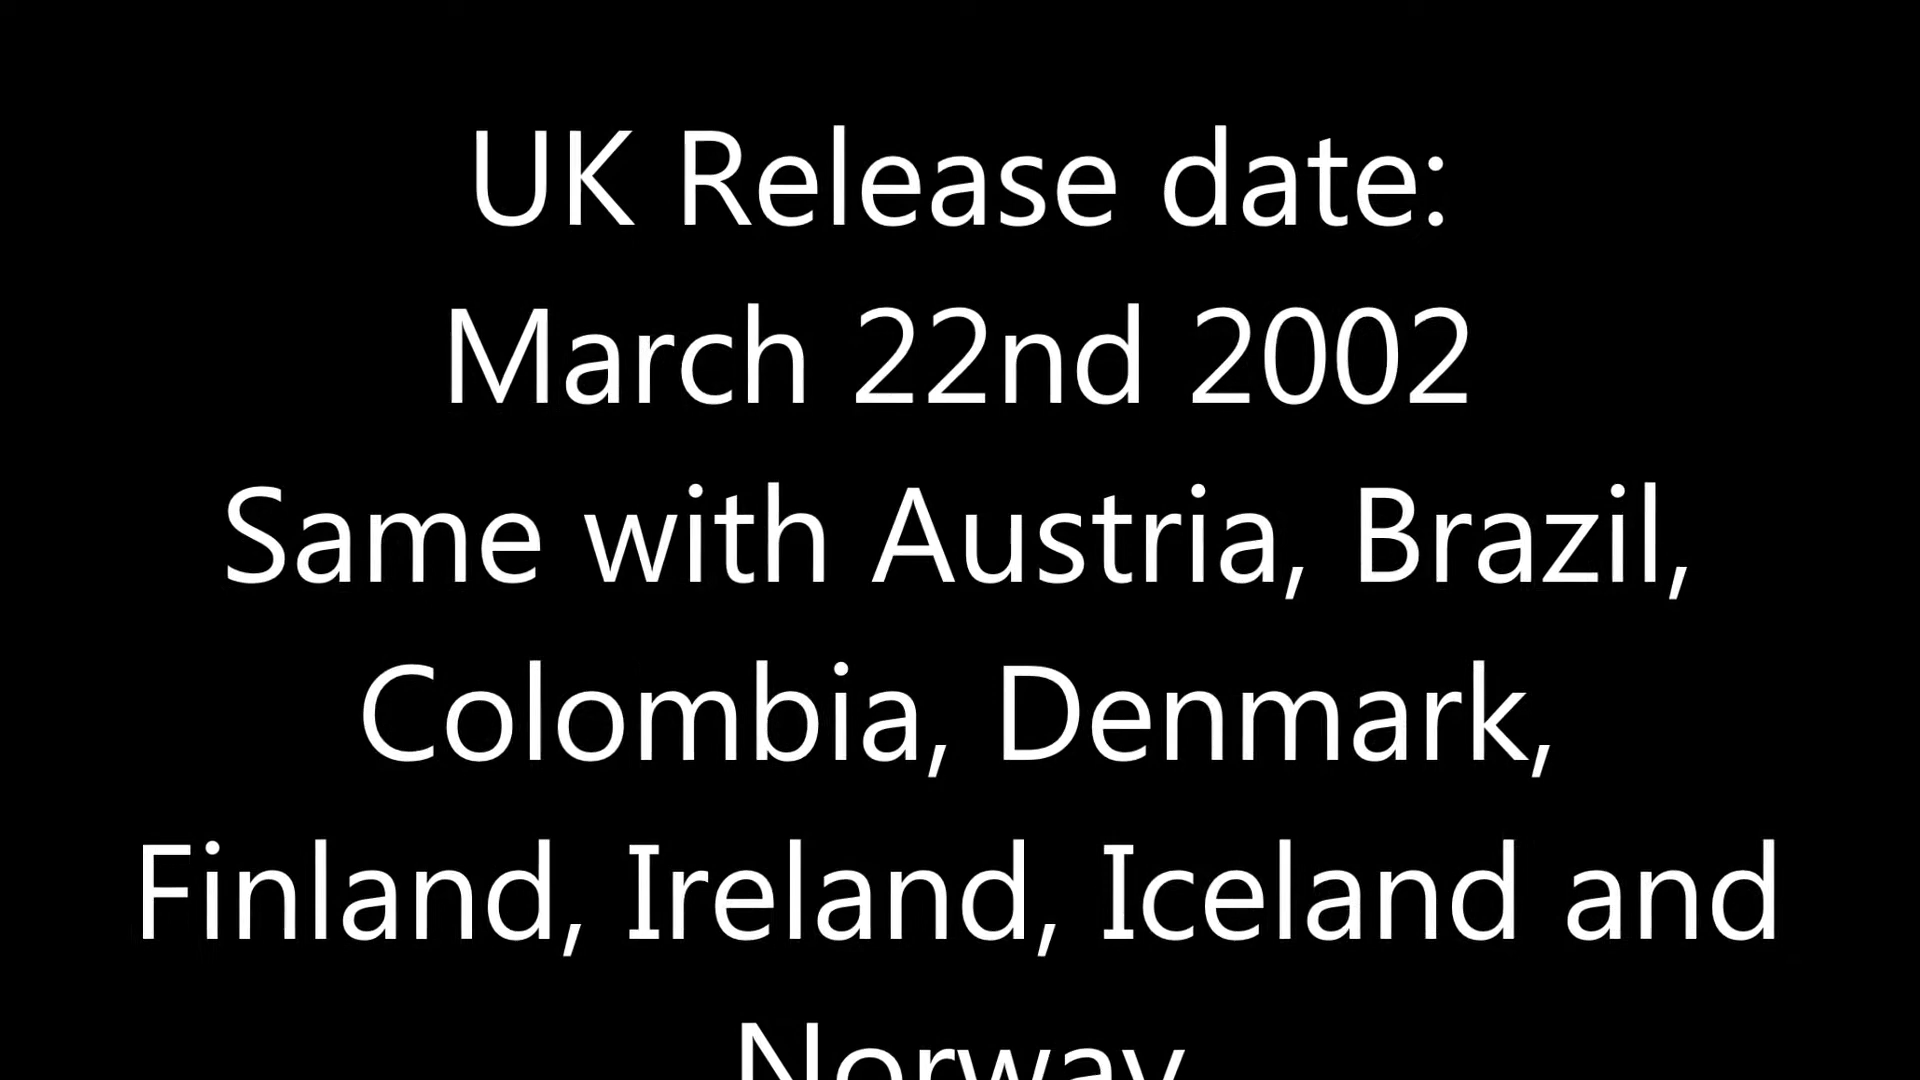 UK Release date:
March 22nd 2002
Same with Austria, Brazil,
Colombia, Denmark,
Finland, Ireland, Iceland and
Norway